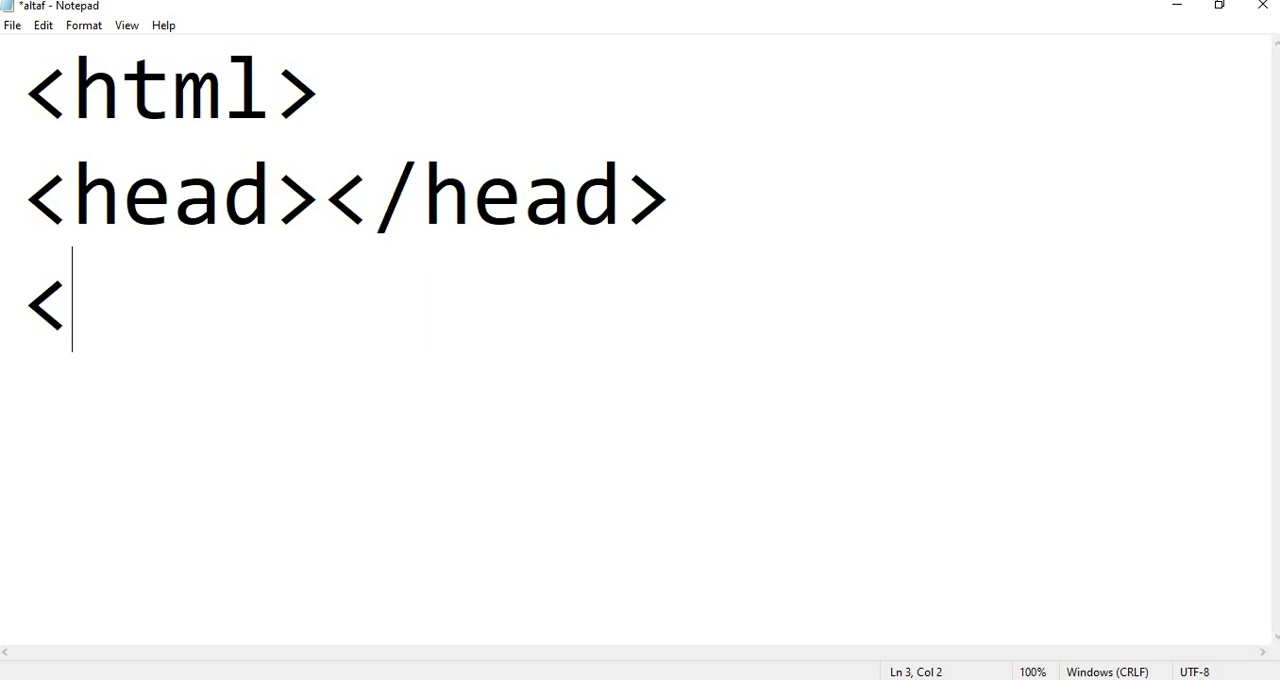 *altaf - Notepad
File Edit Format View Help
<html>
<head></head>
<
Ln 3, Col 2 100% Windows (CRLF) UTF-8